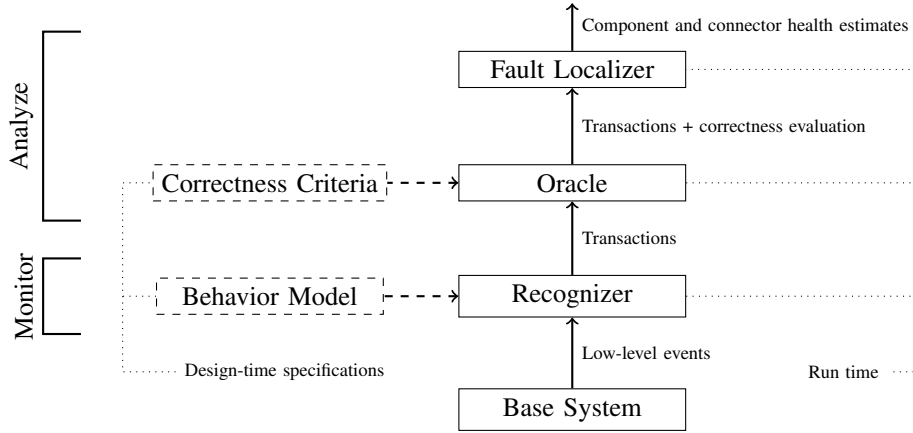 Component and connector health estimates
Fault Localizer
Analyze
Transactions + correctness evaluation
Correctness Criteria
Oracle
Transactions
Monitor
Behavior Model
Recognizer
Low-level events
Design-time specifications
Run time
Base System